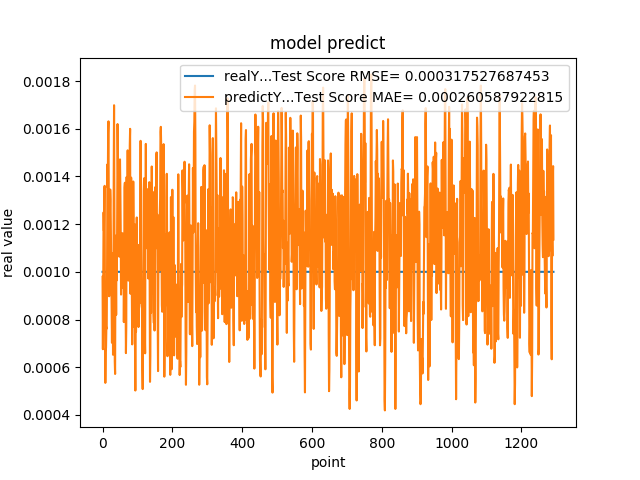 model predict
realY...Test Score RMSE= 0.000317527687453
predictY...Test Score MAE= 0.000260587922815
0.0018
0.0016
0.0014
0.0012
0.0010
0.0008
0.0006
0.0004
real value
0 200 400 600 800 1000 1200
point